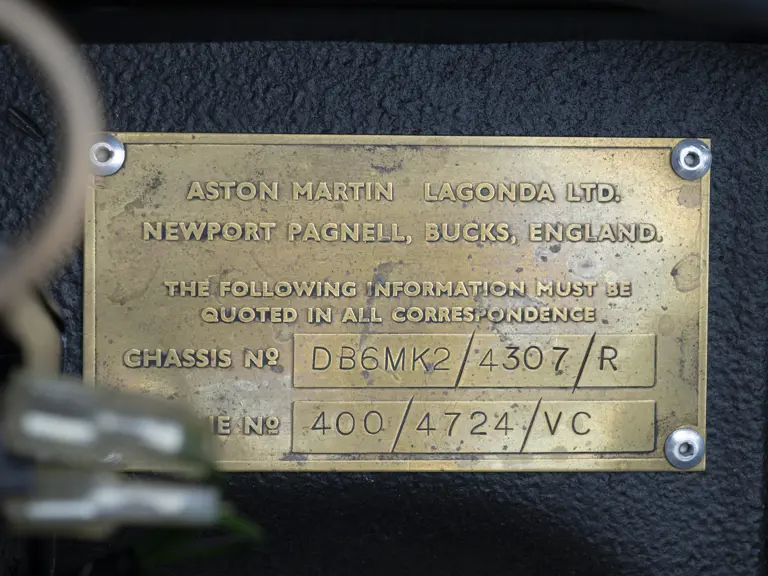 ASTON MARTIN LAGONDA LTD.
NEWPORT PAGNELL, BUCKS, ENGLAND.
THE FOLLOWING INFORMATION MUST BE
QUOTED IN ALL CORRESPONDENCE
CHASSIS Nº DB6MK2/4307/R
Nº 400/4724/VC